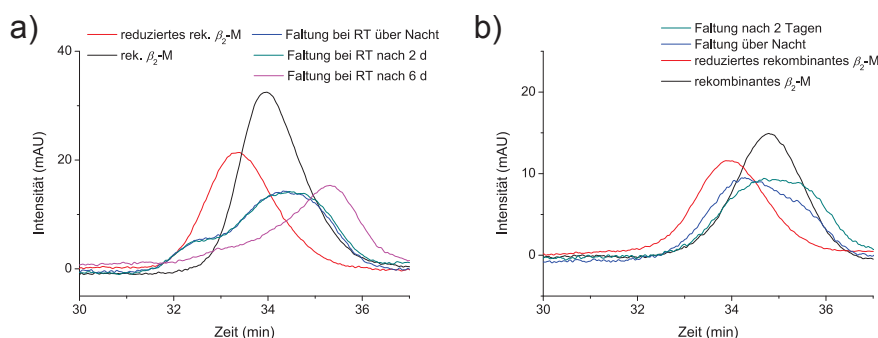 a)
reduziertes rek. β₂-M
rek. β₂-M
Faltung bei RT über Nacht
Faltung bei RT nach 2 d
Faltung bei RT nach 6 d
40
20
0
Intensität (mAU)
30 32 34 36
Zeit (min)
b)
Faltung nach 2 Tagen
Faltung über Nacht
reduziertes rekombinantes β₂-M
rekombinantes β₂-M
20
10
0
Intensität (mAU)
30 32 34 36
Zeit (min)